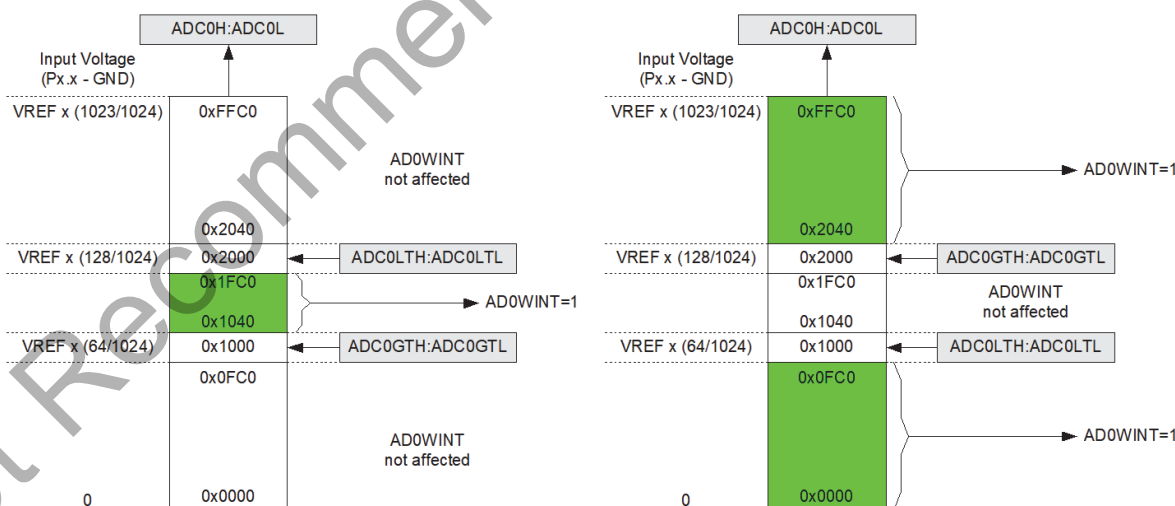 ADC0H:ADC0L
Input Voltage
(Px.x - GND)
VREF x (1023/1024)
0xFFC0
AD0WINT
not affected
0x2040
VREF x (128/1024)
0x2000
ADC0LTH:ADC0LTL
0x1FC0
AD0WINT=1
0x1040
VREF x (64/1024)
0x1000
ADC0GTH:ADC0GTL
0x0FC0
AD0WINT
not affected
0
0x0000
ADC0H:ADC0L
Input Voltage
(Px.x - GND)
VREF x (1023/1024)
0xFFC0
AD0WINT=1
0x2040
VREF x (128/1024)
0x2000
ADC0GTH:ADC0GTL
0x1FC0
AD0WINT
not affected
0x1040
VREF x (64/1024)
0x1000
ADC0LTH:ADC0LTL
0x0FC0
AD0WINT=1
0
0x0000
Recommen